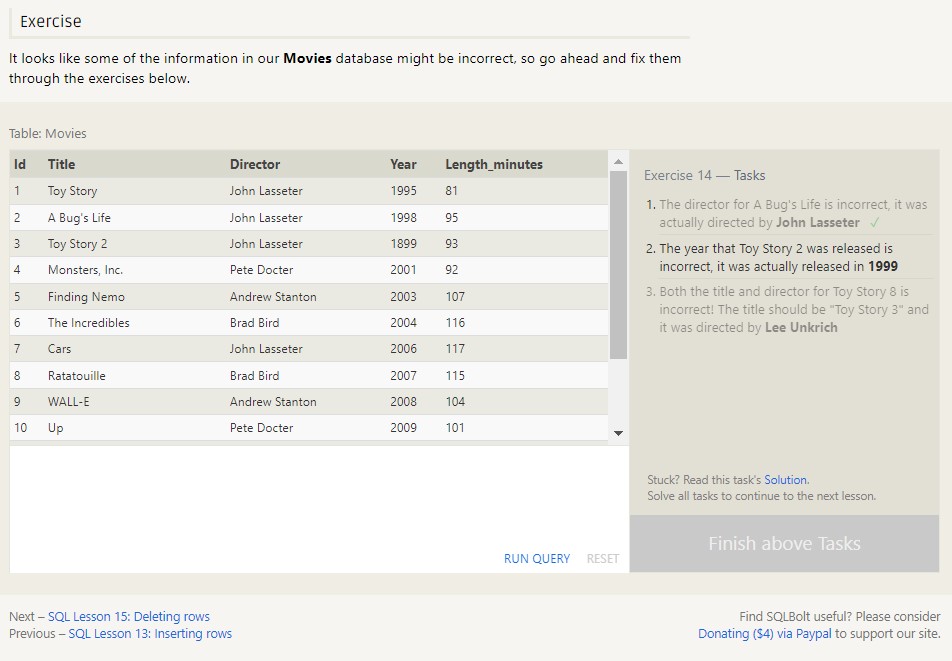 Exercise
It looks like some of the information in our Movies database might be incorrect, so go ahead and fix them
through the exercises below.
Table: Movies
Id Title Director Year Length_minutes
1 Toy Story John Lasseter 1995 81
2 A Bug's Life John Lasseter 1998 95
3 Toy Story 2 John Lasseter 1899 93
4 Monsters, Inc. Pete Docter 2001 92
5 Finding Nemo Andrew Stanton 2003 107
6 The Incredibles Brad Bird 2004 116
7 Cars John Lasseter 2006 117
8 Ratatouille Brad Bird 2007 115
9 WALL-E Andrew Stanton 2008 104
10 Up Pete Docter 2009 101
RUN QUERY RESET
Exercise 14 — Tasks
1. The director for A Bug's Life is incorrect, it was
actually directed by John Lasseter ✓
2. The year that Toy Story 2 was released is
incorrect, it was actually released in 1999
3. Both the title and director for Toy Story 8 is
incorrect! The title should be "Toy Story 3" and
it was directed by Lee Unkrich
Stuck? Read this task's Solution.
Solve all tasks to continue to the next lesson.
Finish above Tasks
Next – SQL Lesson 15: Deleting rows
Previous – SQL Lesson 13: Inserting rows
Find SQLBolt useful? Please consider
Donating ($4) via Paypal to support our site.